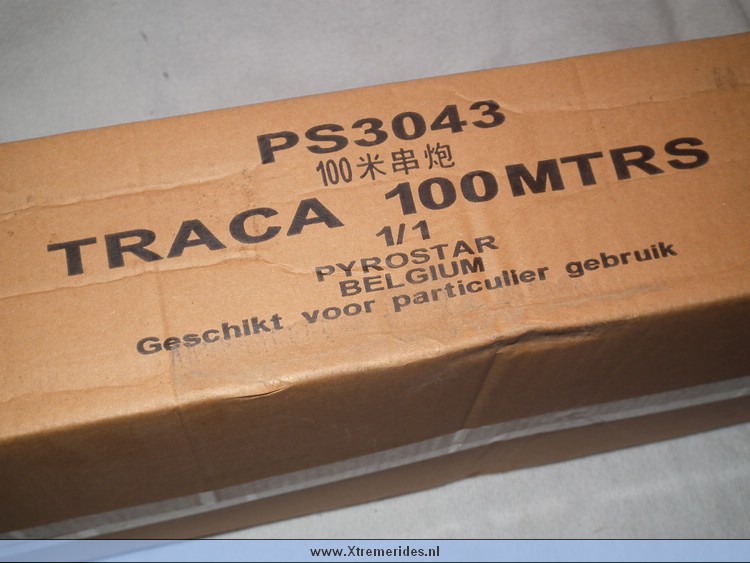 PS3043
100米串炮
TRACA 100MTRS
1/1
PYROSTAR
BELGIUM
Geschikt voor particulier gebruik
www.Xtremerides.nl